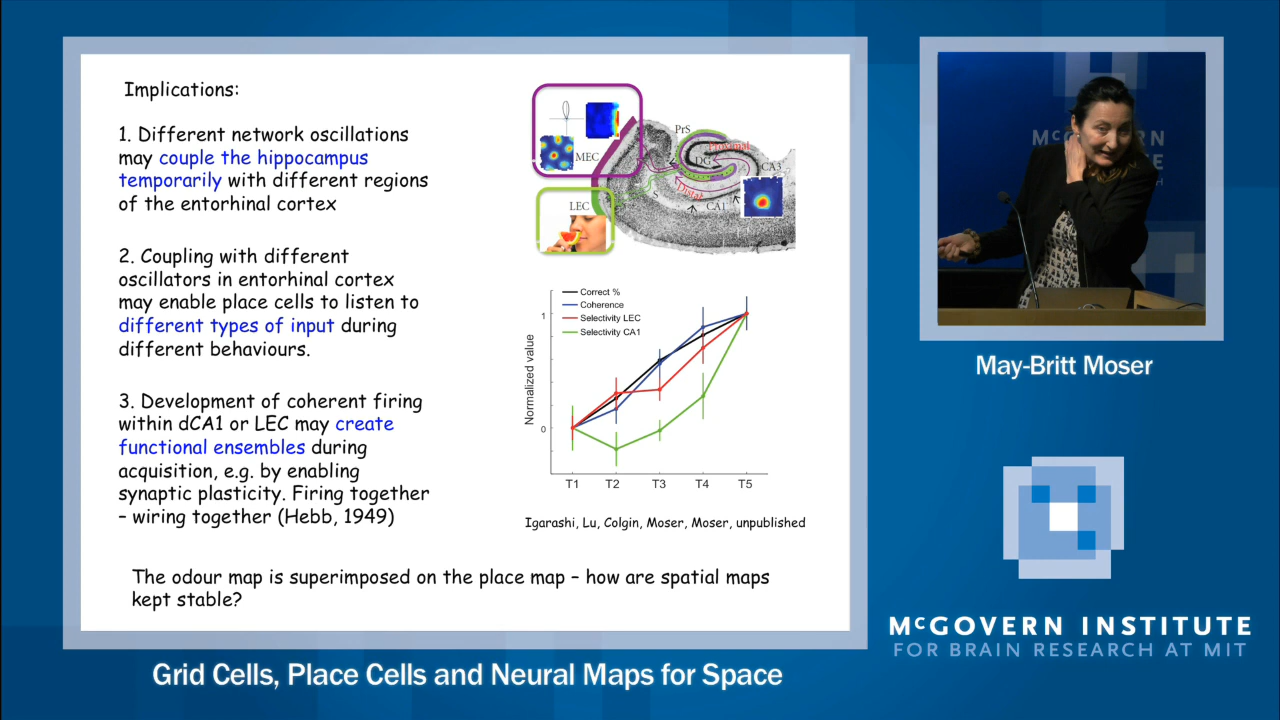 Implications:
1. Different network oscillations
may couple the hippocampus
temporarily with different regions
of the entorhinal cortex
2. Coupling with different
oscillators in entorhinal cortex
may enable place cells to listen to
different types of input during
different behaviours.
3. Development of coherent firing
within dCA1 or LEC may create
functional ensembles during
acquisition, e.g. by enabling
synaptic plasticity. Firing together
– wiring together (Hebb, 1949)
PrS
Proximal
MEC
DG
CA3
Distal
LEC
CA1
Correct %
Coherence
Selectivity LEC
Selectivity CA1
Normalized value
1
0
T1 T2 T3 T4 T5
Igarashi, Lu, Colgin, Moser, Moser, unpublished
The odour map is superimposed on the place map – how are spatial maps
kept stable?
Grid Cells, Place Cells and Neural Maps for Space
May-Britt Moser
McGOVERN INSTITUTE
FOR BRAIN RESEARCH AT MIT